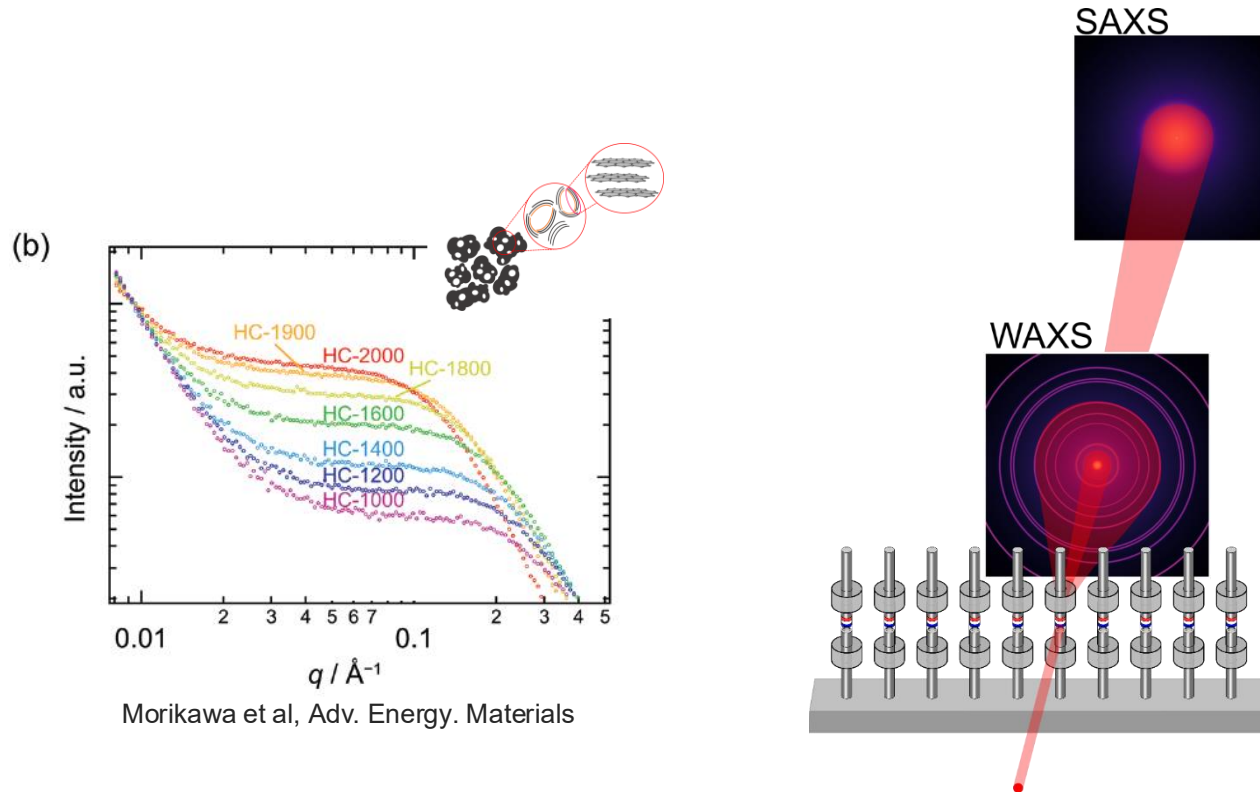 SAXS
(b)
HC-1900
HC-2000
HC-1800
WAXS
HC-1600
HC-1400
HC-1200
HC-1000
Intensity / a.u.
2 3 4 5 6 7 2 3 4 5
0.01 0.1
q / Å⁻¹
Morikawa et al, Adv. Energy. Materials